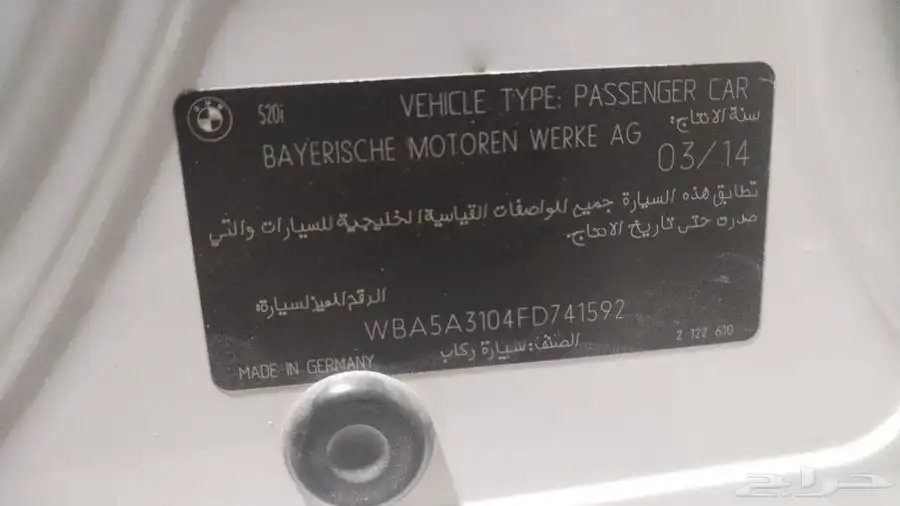 520i
VEHICLE TYPE: PASSENGER CAR
سنة الانتاج:
BAYERISCHE MOTOREN WERKE AG
03/14
تطابق هذه السيارة جميع المواصفات القياسية الخليجية للسيارات والتي
صدرت حتى تاريخ الانتاج.
الرقم المميز لسيارة:
WBA5A3104FD741592
الصنف: سيارة ركاب
MADE IN GERMANY
2 122 610
حراج